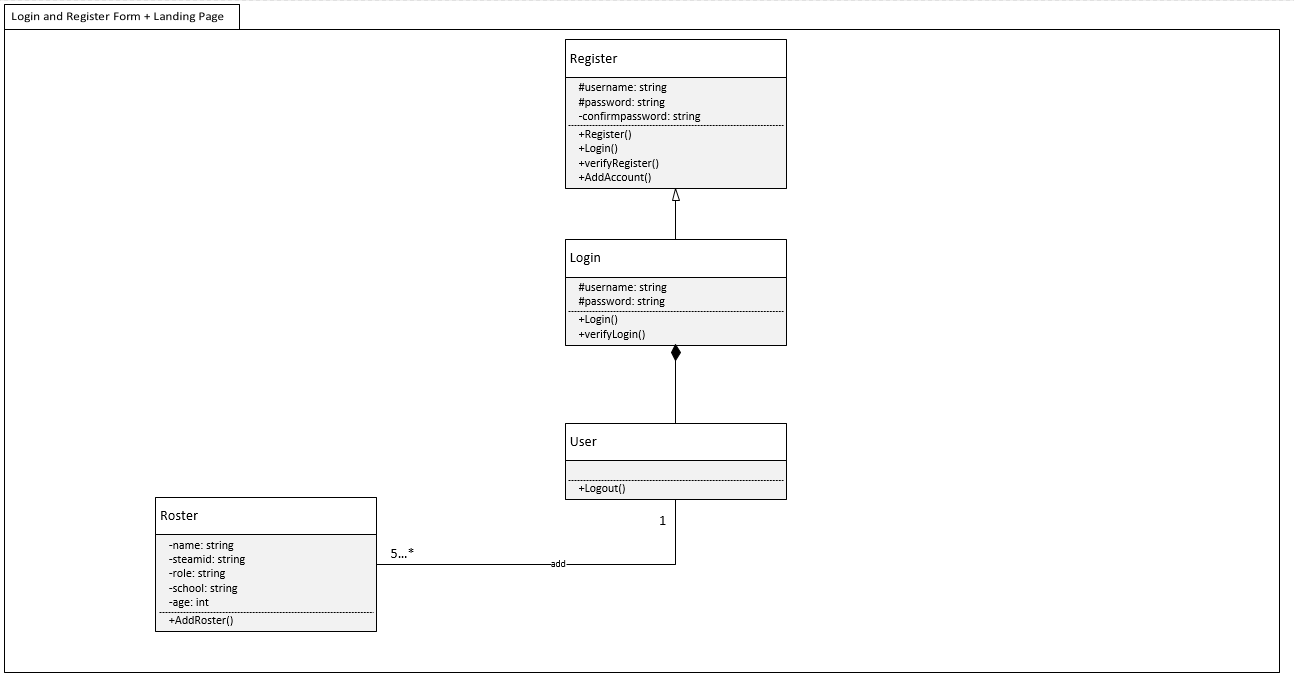 Login and Register Form + Landing Page
Register
#username: string
#password: string
-confirmpassword: string
+Register()
+Login()
+verifyRegister()
+AddAccount()
Login
#username: string
#password: string
+Login()
+verifyLogin()
User
+Logout()
1
5...*
add
Roster
-name: string
-steamid: string
-role: string
-school: string
-age: int
+AddRoster()